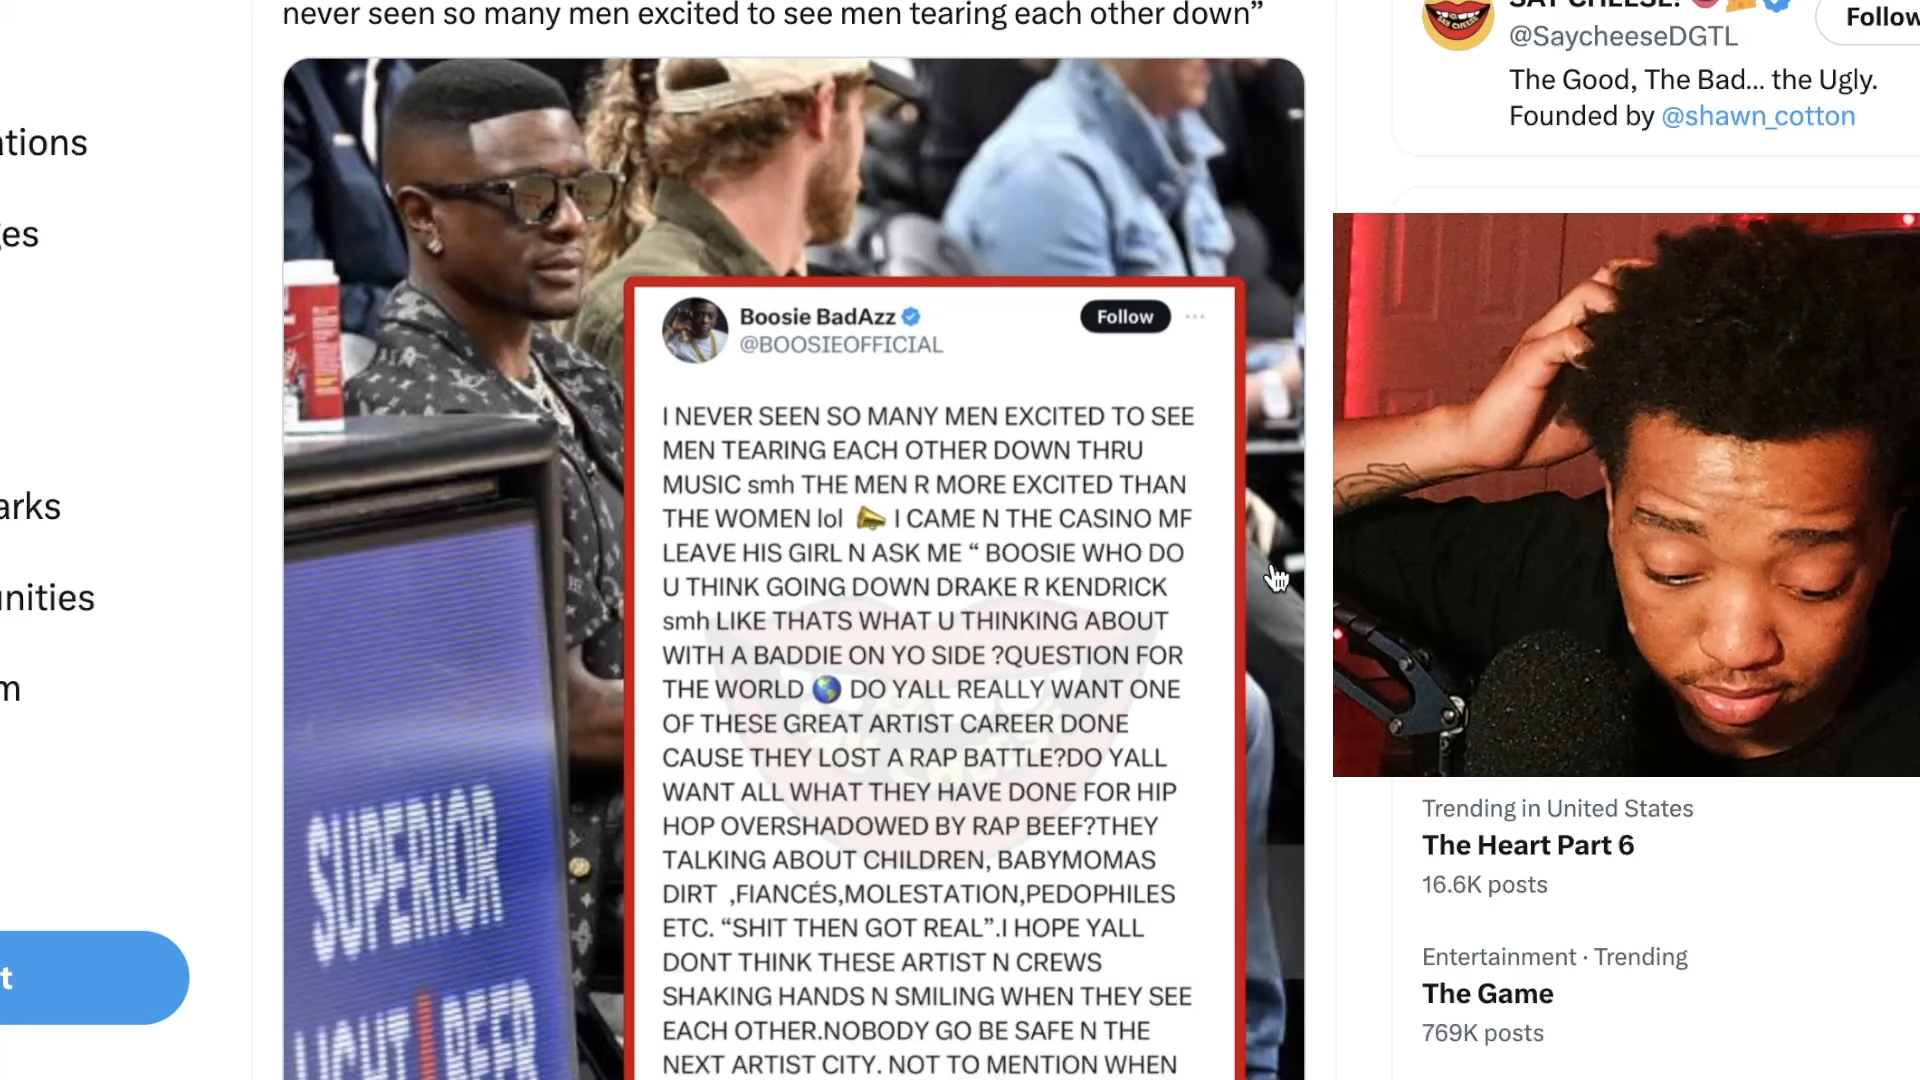 never seen so many men excited to see men tearing each other down”
@SaycheeseDGTL
Follow
The Good, The Bad... the Ugly.
Founded by @shawn_cotton
ations
ges
arks
unities
m
t
Boosie BadAzz
Follow
@BOOSIEOFFICIAL
I NEVER SEEN SO MANY MEN EXCITED TO SEE
MEN TEARING EACH OTHER DOWN THRU
MUSIC smh THE MEN R MORE EXCITED THAN
THE WOMEN lol 📣 I CAME N THE CASINO MF
LEAVE HIS GIRL N ASK ME “ BOOSIE WHO DO
U THINK GOING DOWN DRAKE R KENDRICK
smh LIKE THATS WHAT U THINKING ABOUT
WITH A BADDIE ON YO SIDE ?QUESTION FOR
THE WORLD 🌎 DO YALL REALLY WANT ONE
OF THESE GREAT ARTIST CAREER DONE
CAUSE THEY LOST A RAP BATTLE?DO YALL
WANT ALL WHAT THEY HAVE DONE FOR HIP
HOP OVERSHADOWED BY RAP BEEF?THEY
TALKING ABOUT CHILDREN, BABYMOMAS
DIRT ,FIANCÉS,MOLESTATION,PEDOPHILES
ETC. “SHIT THEN GOT REAL”.I HOPE YALL
DONT THINK THESE ARTIST N CREWS
SHAKING HANDS N SMILING WHEN THEY SEE
EACH OTHER.NOBODY GO BE SAFE N THE
NEXT ARTIST CITY. NOT TO MENTION WHEN
SUPERIOR
LIGHT BEER
Trending in United States
The Heart Part 6
16.6K posts
Entertainment · Trending
The Game
769K posts